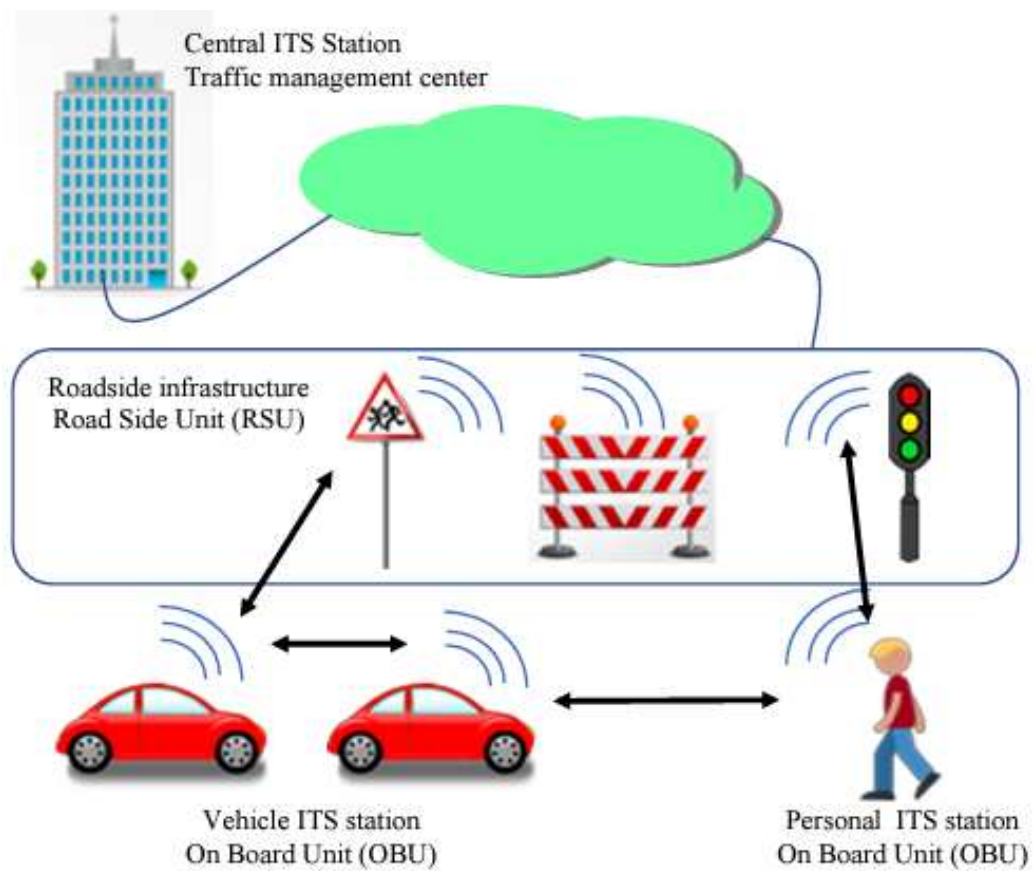 Central ITS Station
Traffic management center
Roadside infrastructure
Road Side Unit (RSU)
Vehicle ITS station
On Board Unit (OBU)
Personal ITS station
On Board Unit (OBU)